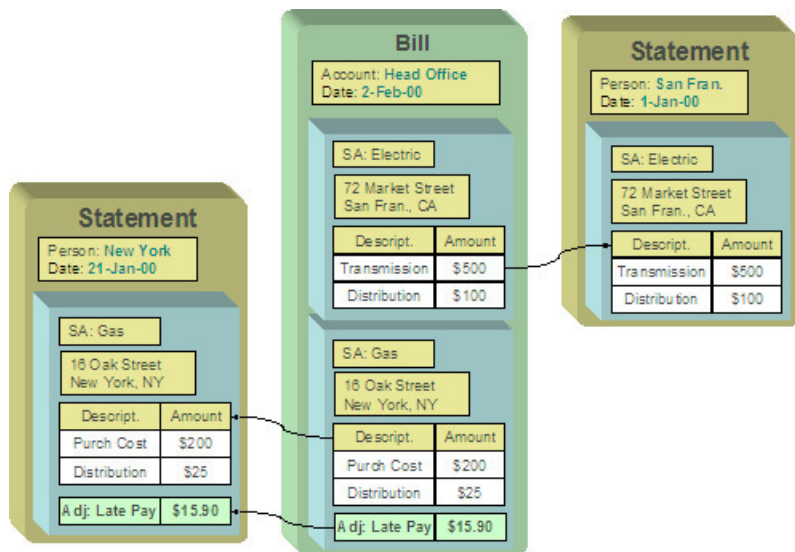 Statement
Person: New York
Date: 21-Jan-00
SA: Gas
16 Oak Street
New York, NY
Descript. Amount
Purch Cost $200
Distribution $25
Adj: Late Pay $15.90
Bill
Account: Head Office
Date: 2-Feb-00
SA: Electric
72 Market Street
San Fran., CA
Descript. Amount
Transmission $500
Distribution $100
SA: Gas
16 Oak Street
New York, NY
Descript. Amount
Purch Cost $200
Distribution $25
Adj: Late Pay $15.90
Statement
Person: San Fran.
Date: 1-Jan-00
SA: Electric
72 Market Street
San Fran., CA
Descript. Amount
Transmission $500
Distribution $100